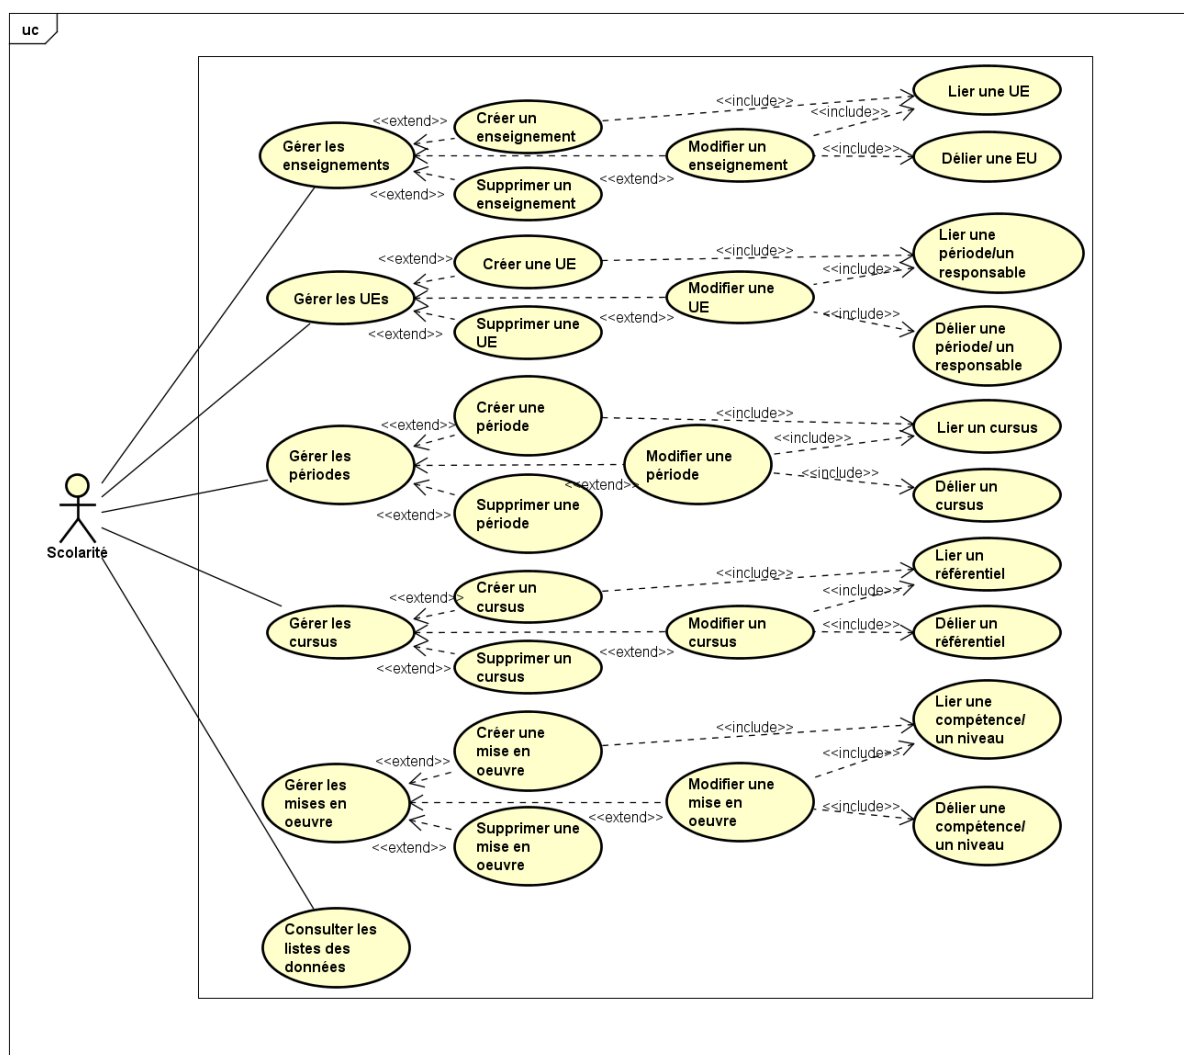 uc
Lier une UE
<<include>>
<<extend>>
Créer un
enseignement
<<include>>
Gérer les
enseignements
Modifier un
enseignement
<<include>>
Délier une EU
<<extend>>
Supprimer un
enseignement
<<extend>>
Lier une
période/un
responsable
<<include>>
<<extend>>
Créer une UE
<<include>>
Gérer les UEs
Modifier une
UE
<<include>>
<<extend>>
Supprimer une
UE
<<extend>>
Délier une
période/ un
responsable
Créer une
période
<<include>>
Lier un cursus
<<extend>>
<<include>>
Gérer les
périodes
Modifier une
période
<<include>>
<<extend>>
Délier un
cursus
<<extend>>
Supprimer une
période
Scolarité
Lier un
référentiel
<<include>>
Créer un
cursus
<<extend>>
<<include>>
Gérer les
cursus
Modifier un
cursus
<<include>>
Délier un
référentiel
<<extend>>
Supprimer un
cursus
<<extend>>
Lier une
compétence/
un niveau
<<include>>
Créer une
mise en
oeuvre
<<extend>>
<<include>>
Gérer les
mises en
oeuvre
Modifier une
mise en
oeuvre
<<include>>
Délier une
compétence/
un niveau
<<extend>>
Supprimer une
mise en
oeuvre
<<extend>>
Consulter les
listes des
données